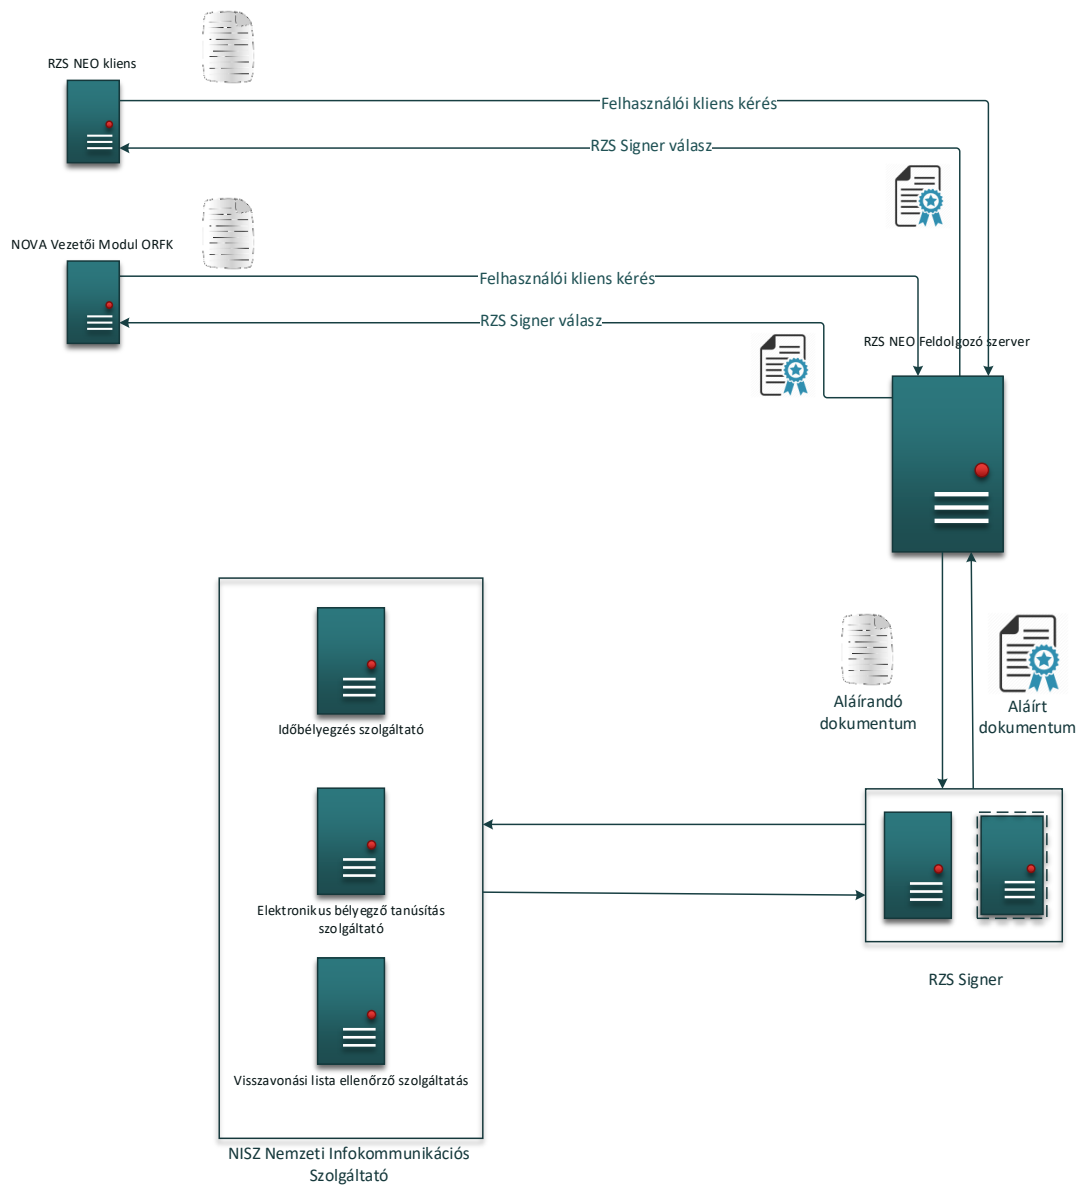 RZS NEO kliens
Felhasználói kliens kérés
RZS Signer válasz
NOVA Vezetői Modul ORFK
Felhasználói kliens kérés
RZS Signer válasz
RZS NEO Feldolgozó szerver
Aláírandó
dokumentum
Aláírt
dokumentum
Időbélyegzés szolgáltató
Elektronikus bélyegző tanúsítás
szolgáltató
RZS Signer
Visszavonási lista ellenőrző szolgáltatás
NISZ Nemzeti Infokommunikációs
Szolgáltató